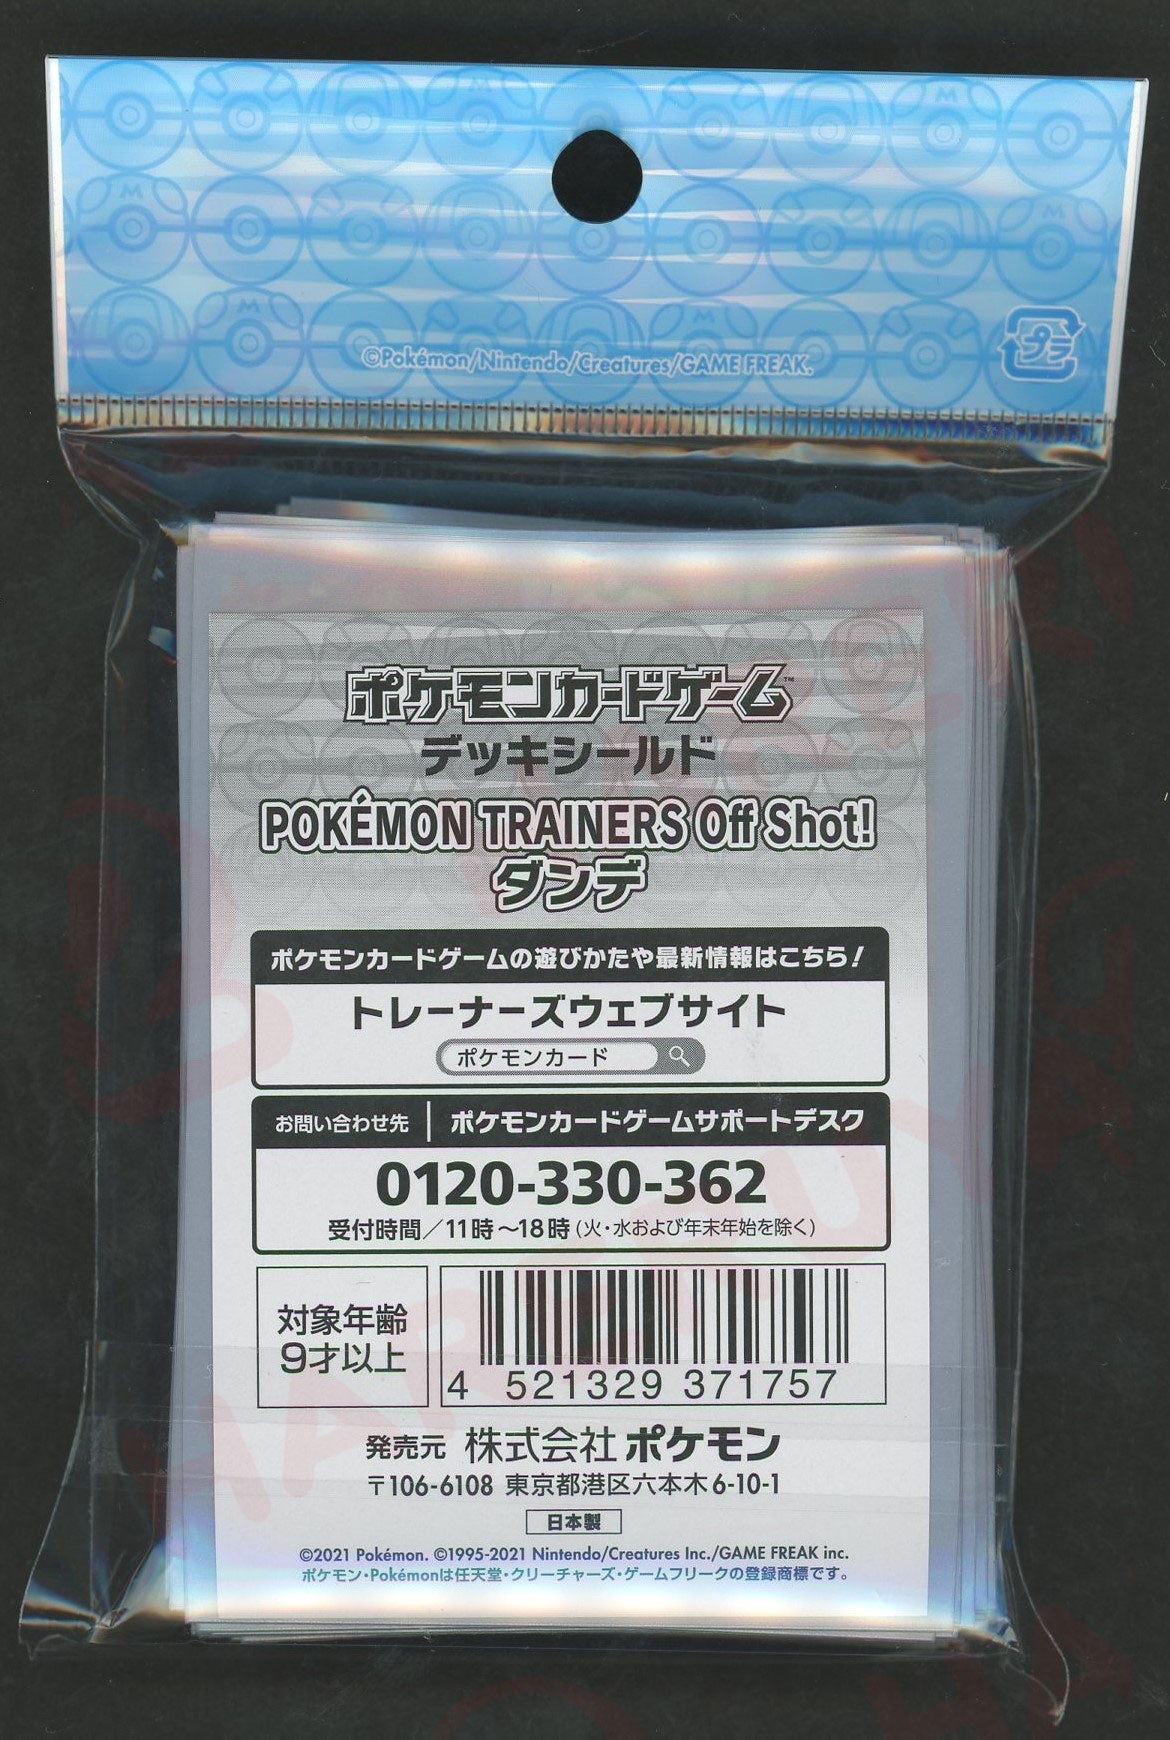 ©Pokémon/Nintendo/Creatures/GAME FREAK.
プラ
ポケモンカードゲーム™
デッキシールド
POKÉMON TRAINERS Off Shot!
ダンデ
ポケモンカードゲームの遊びかたや最新情報はこちら!
トレーナーズウェブサイト
ポケモンカード
お問い合わせ先 ポケモンカードゲームサポートデスク
0120-330-362
受付時間／11時〜18時(火・水および年末年始を除く)
対象年齢
9才以上
4 521329 371757
発売元 株式会社ポケモン
〒106-6108 東京都港区六本木6-10-1
日本製
©2021 Pokémon. ©1995-2021 Nintendo/Creatures Inc./GAME FREAK inc.
ポケモン・Pokémonは任天堂・クリーチャーズ・ゲームフリークの登録商標です。